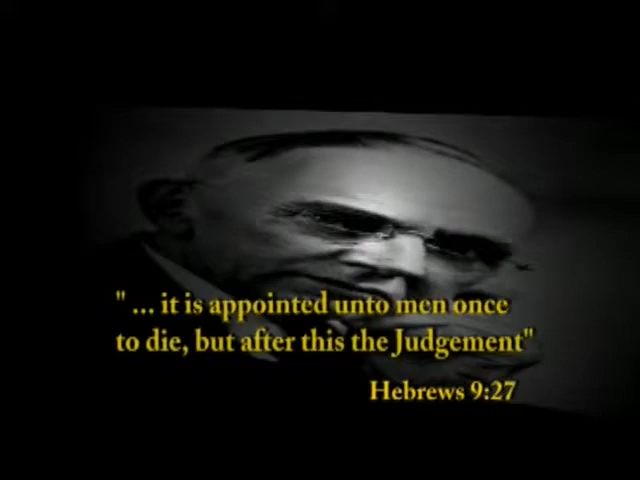 " ... it is appointed unto men once
to die, but after this the Judgement"
Hebrews 9:27